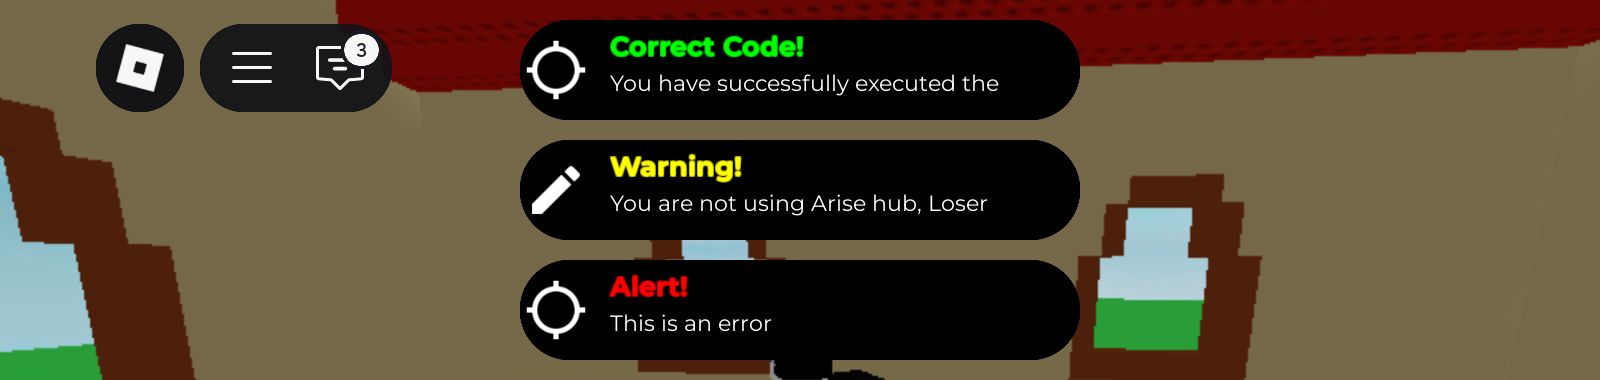 3
Correct Code!
You have successfully executed the
Warning!
You are not using Arise hub, Loser
Alert!
This is an error